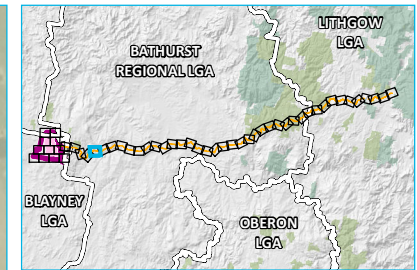 LITHGOW
LGA
BATHURST
REGIONAL LGA
BLAYNEY
LGA
OBERON
LGA